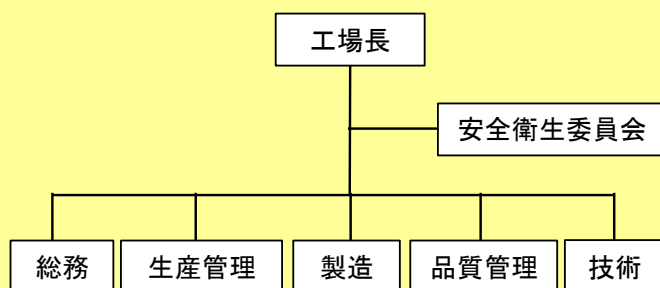 工場長
安全衛生委員会
総務
生産管理
製造
品質管理
技術